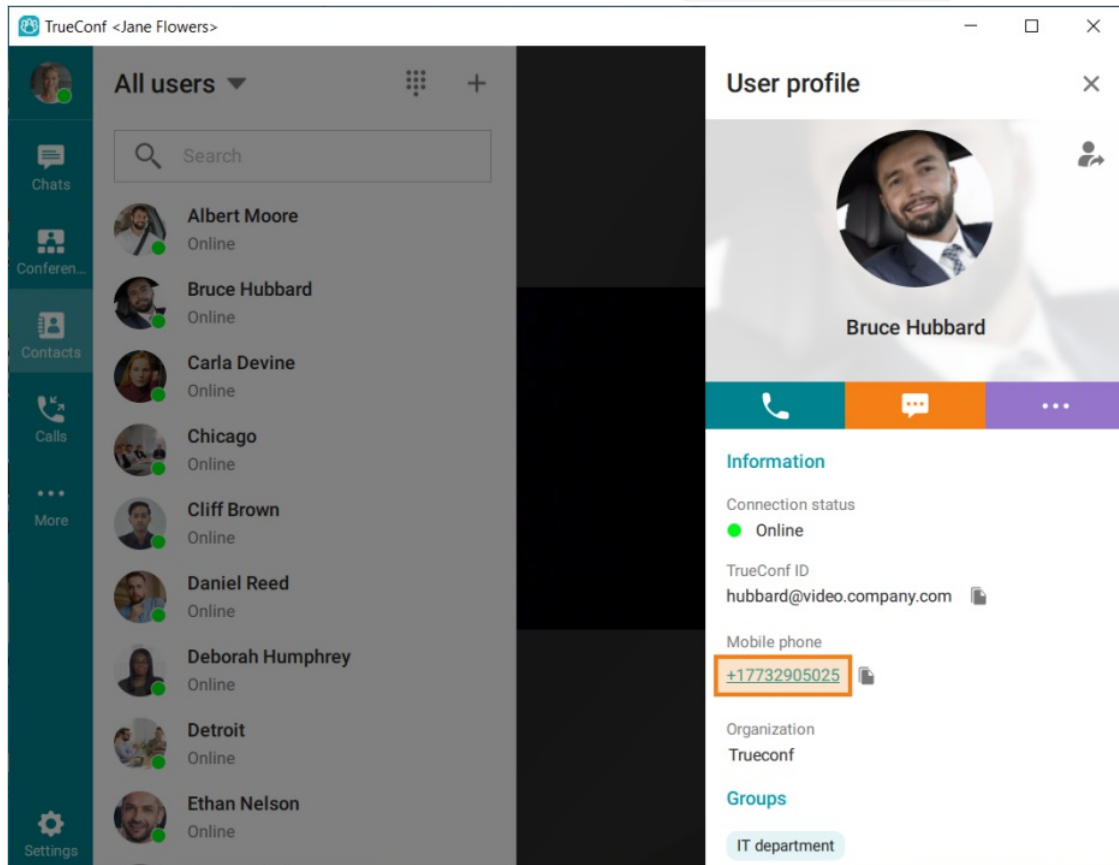 TrueConf <Jane Flowers>
All users
Search
Chats
Conferen...
Contacts
Calls
More
Settings
Albert Moore
Online
Bruce Hubbard
Online
Carla Devine
Online
Chicago
Online
Cliff Brown
Online
Daniel Reed
Online
Deborah Humphrey
Online
Detroit
Online
Ethan Nelson
Online
User profile
Bruce Hubbard
Information
Connection status
Online
TrueConf ID
hubbard@video.company.com
Mobile phone
+17732905025
Organization
Trueconf
Groups
IT department